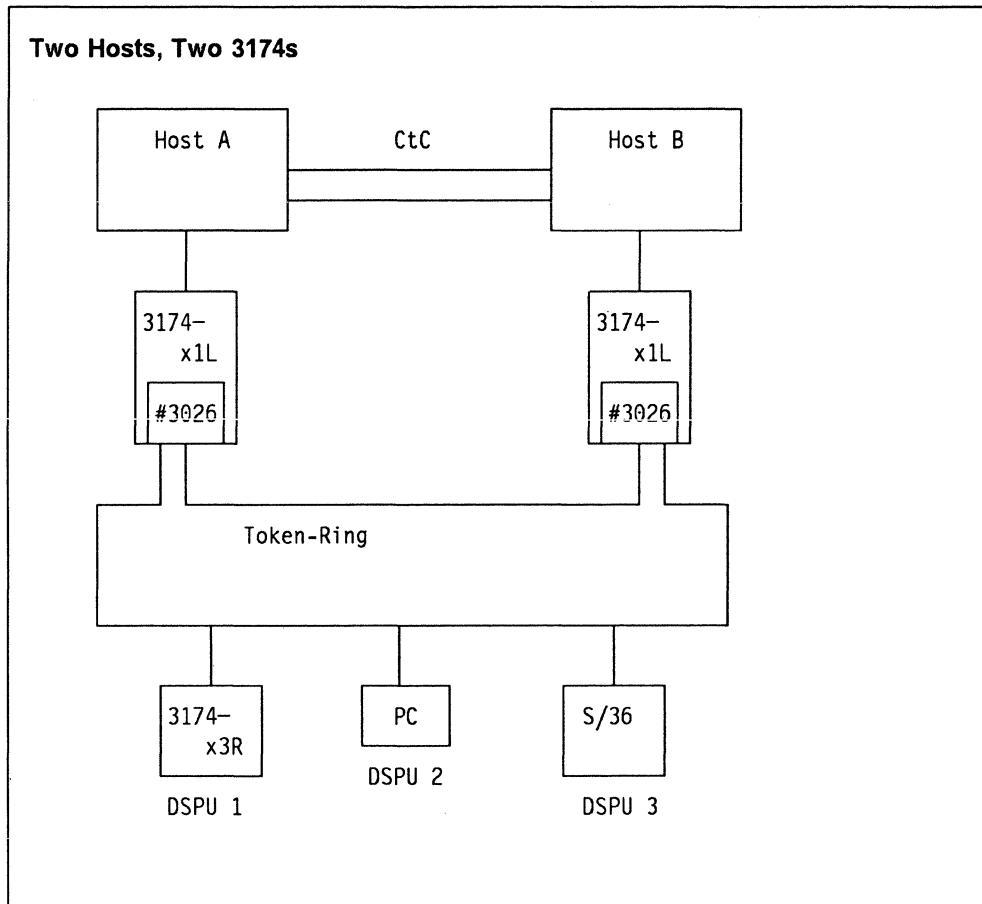 Two Hosts, Two 3174s
Host A
CtC
Host B
3174-
x1L
#3026
3174-
x1L
#3026
Token-Ring
3174-
x3R
DSPU 1
PC
DSPU 2
S/36
DSPU 3